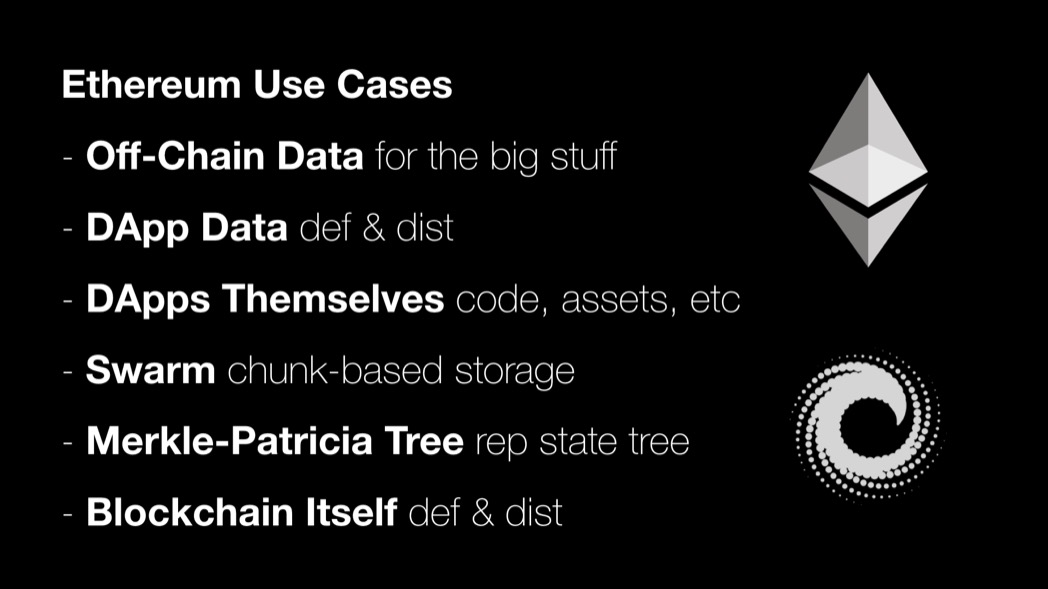 Ethereum Use Cases
- Off-Chain Data for the big stuff
- DApp Data def & dist
- DApps Themselves code, assets, etc
- Swarm chunk-based storage
- Merkle-Patricia Tree rep state tree
- Blockchain Itself def & dist